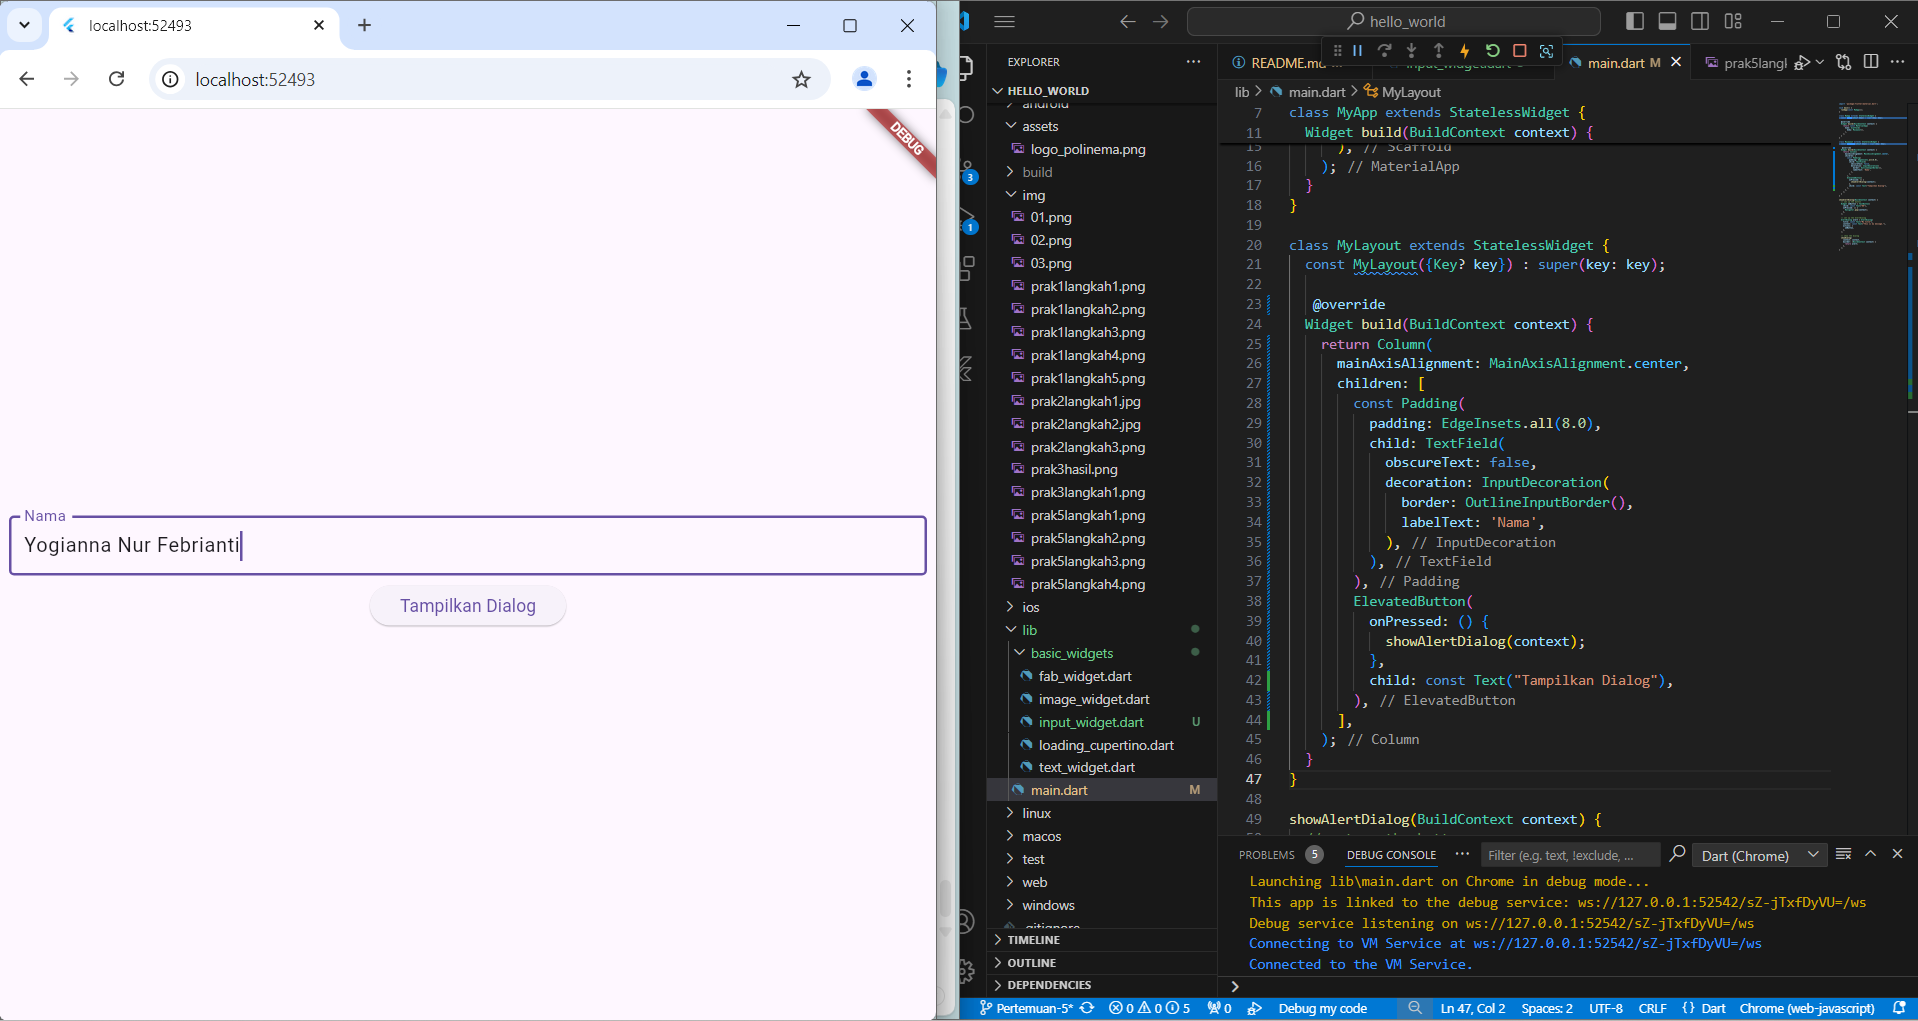 localhost:52493
localhost:52493
DEBUG
Nama
Yogianna Nur Febrianti
Tampilkan Dialog
hello_world
EXPLORER
HELLO_WORLD
android
assets
logo_polinema.png
build
img
01.png
02.png
03.png
prak1langkah1.png
prak1langkah2.png
prak1langkah3.png
prak1langkah4.png
prak1langkah5.png
prak2langkah1.jpg
prak2langkah2.jpg
prak2langkah3.png
prak3hasil.png
prak3langkah1.png
prak5langkah1.png
prak5langkah2.png
prak5langkah3.png
prak5langkah4.png
ios
lib
basic_widgets
fab_widget.dart
image_widget.dart
input_widget.dart U
loading_cupertino.dart
text_widget.dart
main.dart M
linux
macos
test
web
windows
.gitignore
TIMELINE
OUTLINE
DEPENDENCIES
3
1
README.md
input_widget.dart
main.dart M
prak5langk
lib > main.dart > MyLayout
7 class MyApp extends StatelessWidget {
11 Widget build(BuildContext context) {
15 ), // Scaffold
16 ); // MaterialApp
17 }
18 }
19
20 class MyLayout extends StatelessWidget {
21 const MyLayout({Key? key}) : super(key: key);
22
23 @override
24 Widget build(BuildContext context) {
25 return Column(
26 mainAxisAlignment: MainAxisAlignment.center,
27 children: [
28 const Padding(
29 padding: EdgeInsets.all(8.0),
30 child: TextField(
31 obscureText: false,
32 decoration: InputDecoration(
33 border: OutlineInputBorder(),
34 labelText: 'Nama',
35 ), // InputDecoration
36 ), // TextField
37 ), // Padding
38 ElevatedButton(
39 onPressed: () {
40 showAlertDialog(context);
41 },
42 child: const Text("Tampilkan Dialog"),
43 ), // ElevatedButton
44 ],
45 ); // Column
46 }
47 }
48
49 showAlertDialog(BuildContext context) {
PROBLEMS 5 DEBUG CONSOLE ... Filter (e.g. text, !exclude, ... Dart (Chrome)
Launching lib\main.dart on Chrome in debug mode...
This app is linked to the debug service: ws://127.0.0.1:52542/sZ-jTxfDyVU=/ws
Debug service listening on ws://127.0.0.1:52542/sZ-jTxfDyVU=/ws
Connecting to VM Service at ws://127.0.0.1:52542/sZ-jTxfDyVU=/ws
Connected to the VM Service.
>
Pertemuan-5* 0 0 5 0 Debug my code Ln 47, Col 2 Spaces: 2 UTF-8 CRLF {} Dart Chrome (web-javascript)